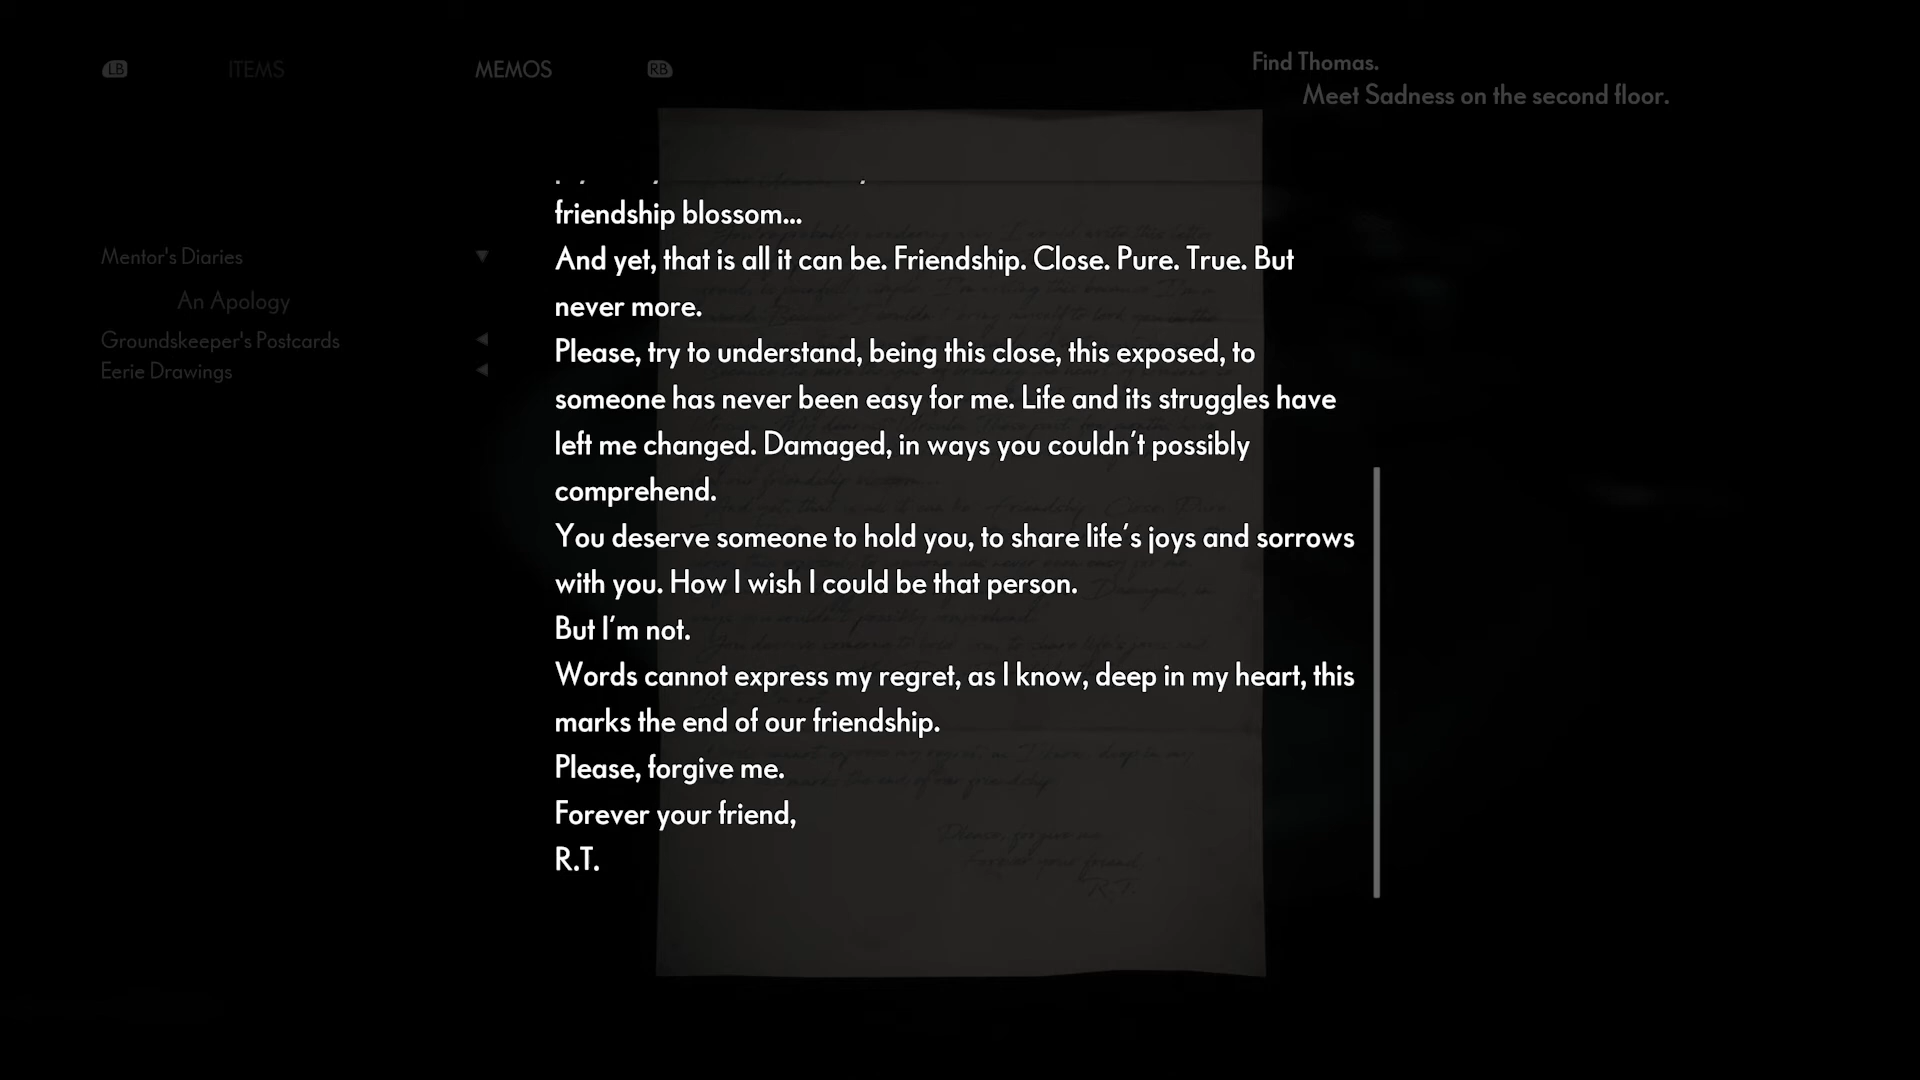 LB
ITEMS
MEMOS
RB
Find Thomas.
Meet Sadness on the second floor.
Mentor's Diaries
An Apology
Groundskeeper's Postcards
Eerie Drawings
friendship blossom...
And yet, that is all it can be. Friendship. Close. Pure. True. But
never more.
Please, try to understand, being this close, this exposed, to
someone has never been easy for me. Life and its struggles have
left me changed. Damaged, in ways you couldn't possibly
comprehend.
You deserve someone to hold you, to share life's joys and sorrows
with you. How I wish I could be that person.
But I'm not.
Words cannot express my regret, as I know, deep in my heart, this
marks the end of our friendship.
Please, forgive me.
Forever your friend,
R.T.